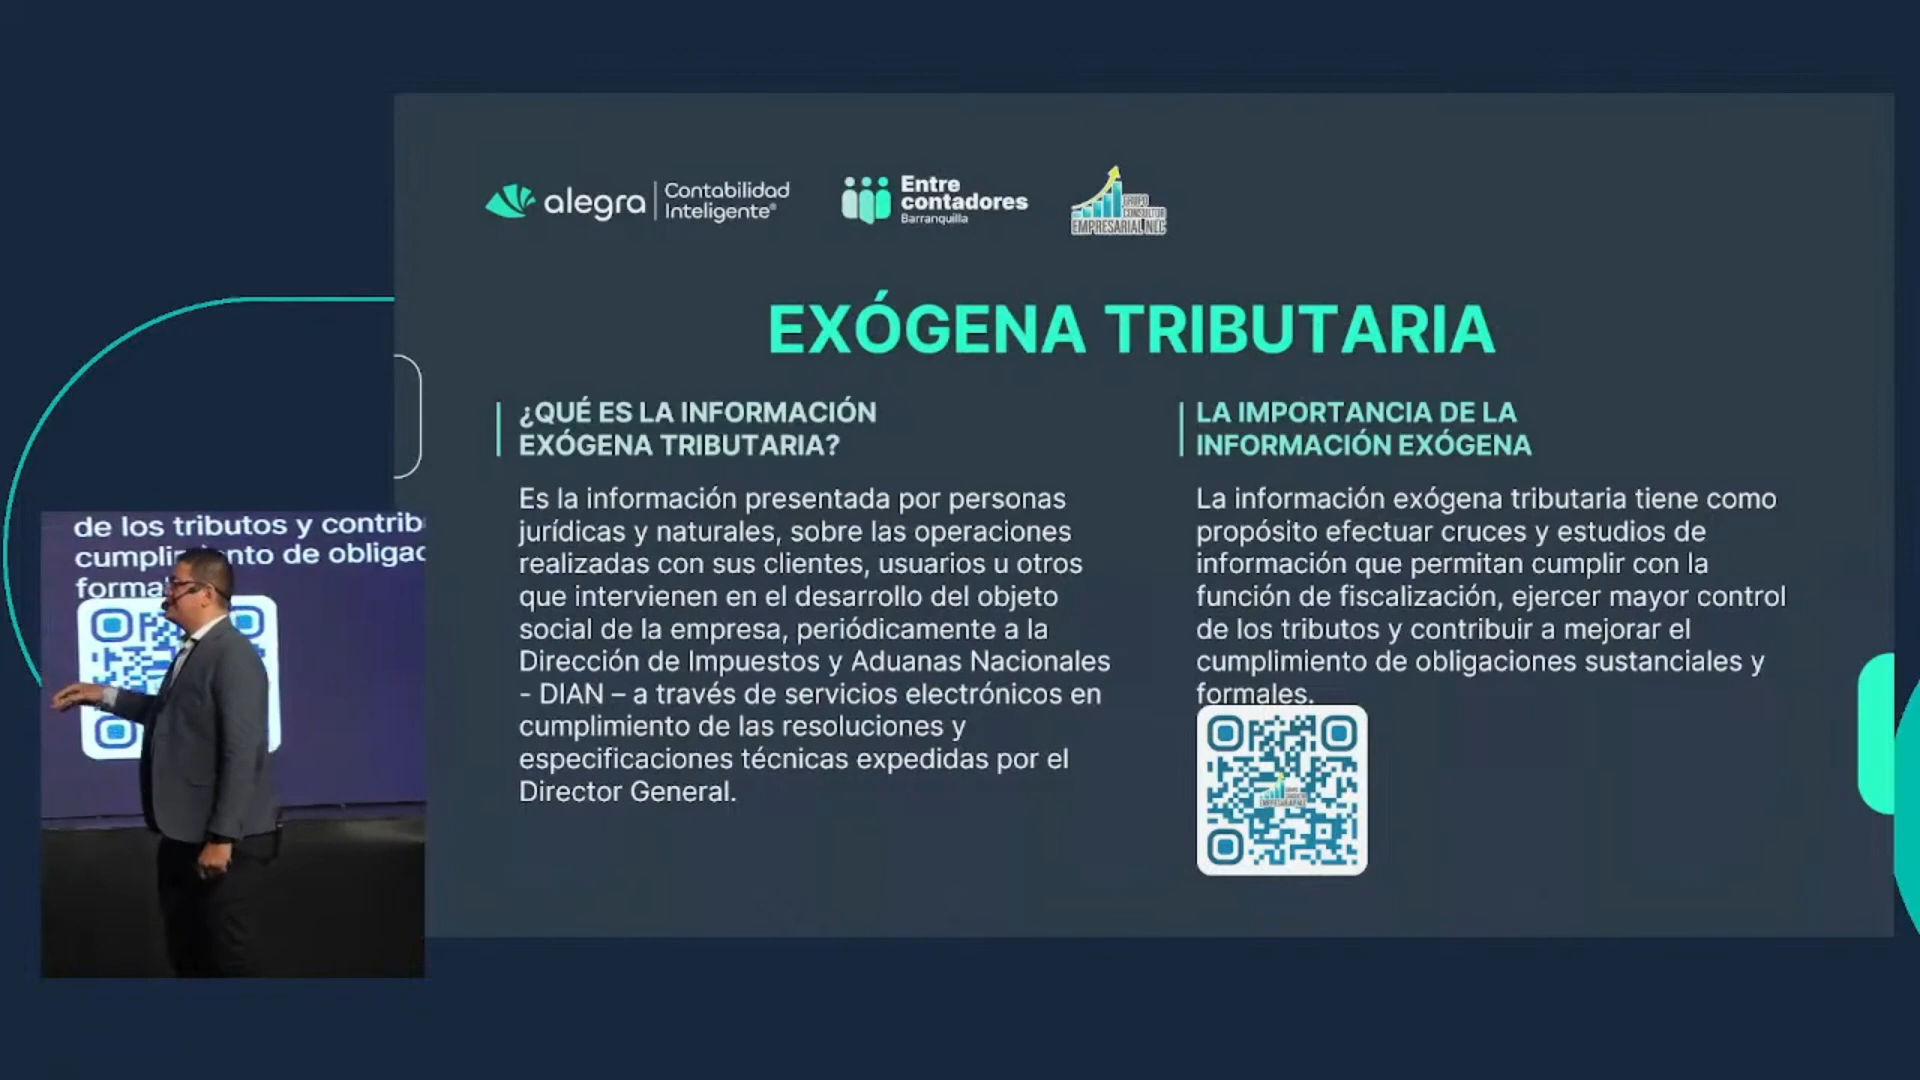 alegra
Contabilidad
Inteligente®
Entre
contadores
Barranquilla
GRUPO
CONSULTOR
EMPRESARIAL NLC
EXÓGENA TRIBUTARIA
¿QUÉ ES LA INFORMACIÓN
EXÓGENA TRIBUTARIA?
Es la información presentada por personas
jurídicas y naturales, sobre las operaciones
realizadas con sus clientes, usuarios u otros
que intervienen en el desarrollo del objeto
social de la empresa, periódicamente a la
Dirección de Impuestos y Aduanas Nacionales
- DIAN – a través de servicios electrónicos en
cumplimiento de las resoluciones y
especificaciones técnicas expedidas por el
Director General.
LA IMPORTANCIA DE LA
INFORMACIÓN EXÓGENA
La información exógena tributaria tiene como
propósito efectuar cruces y estudios de
información que permitan cumplir con la
función de fiscalización, ejercer mayor control
de los tributos y contribuir a mejorar el
cumplimiento de obligaciones sustanciales y
formales.
de los tributos y contrib
cumplimiento de obligac
forma